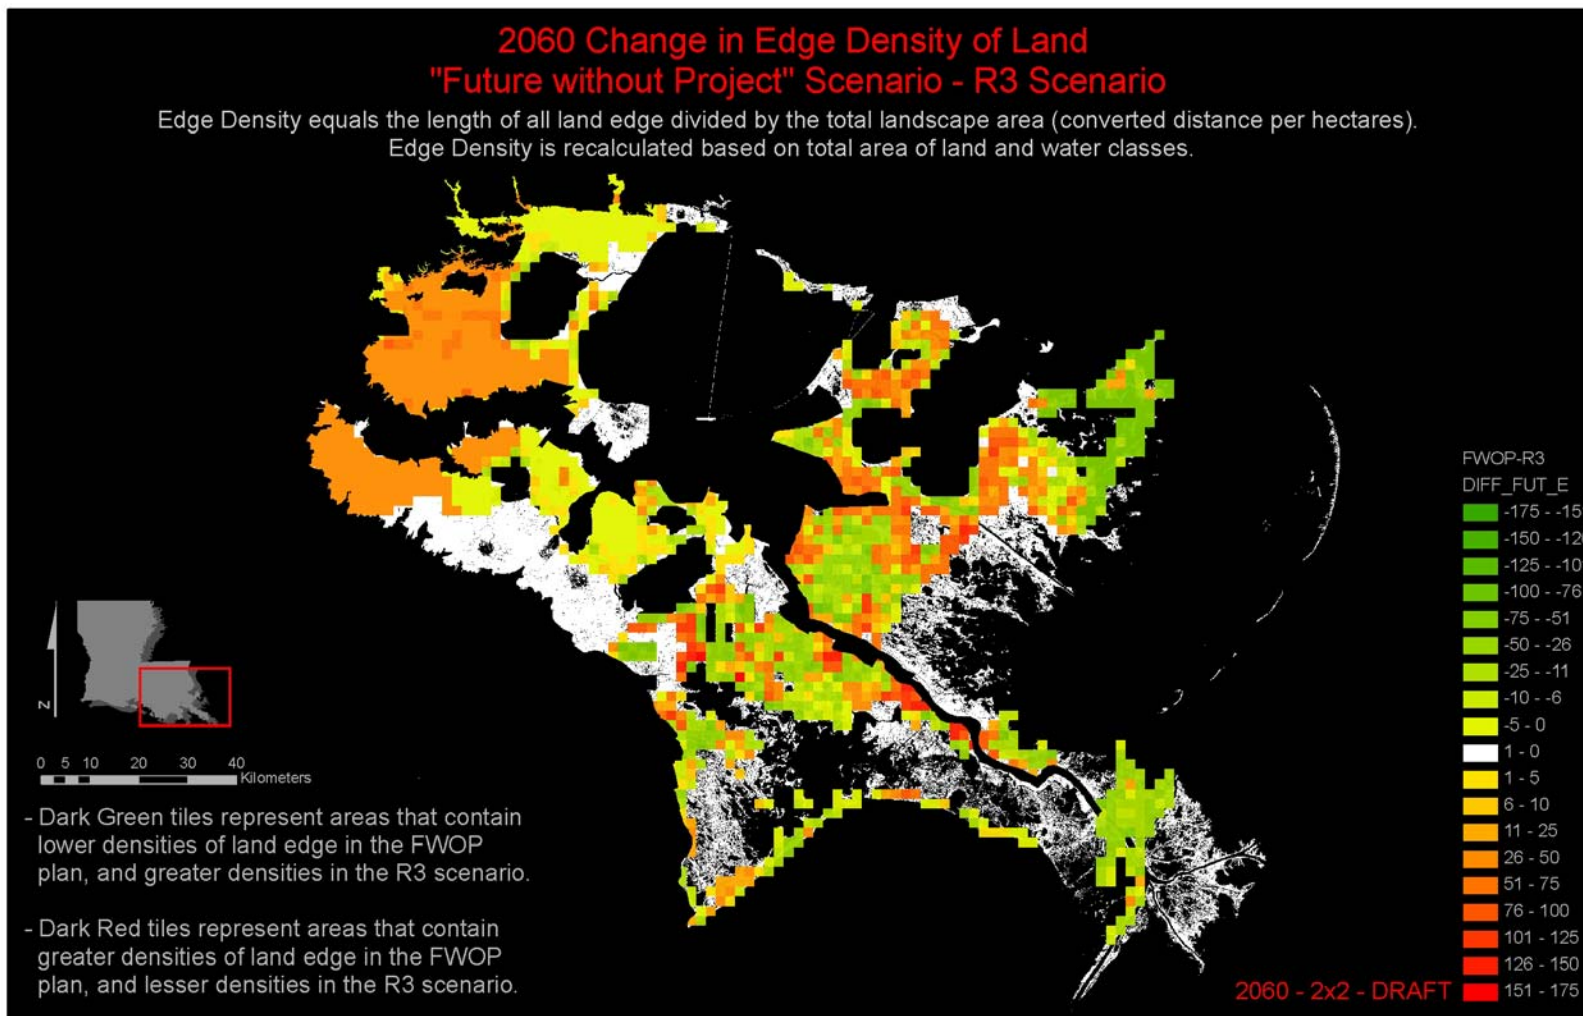 2060 Change in Edge Density of Land
"Future without Project" Scenario - R3 Scenario
Edge Density equals the length of all land edge divided by the total landscape area (converted distance per hectares).
Edge Density is recalculated based on total area of land and water classes.
FWOP-R3
DIFF_FUT_E
-175 - -15
-150 - -126
-125 - -10
-100 - -76
-75 - -51
-50 - -26
-25 - -11
-10 - -6
-5 - 0
1 - 0
1 - 5
6 - 10
11 - 25
26 - 50
51 - 75
76 - 100
101 - 125
126 - 150
151 - 175
N
0 5 10 20 30 40
Kilometers
- Dark Green tiles represent areas that contain
lower densities of land edge in the FWOP
plan, and greater densities in the R3 scenario.
- Dark Red tiles represent areas that contain
greater densities of land edge in the FWOP
plan, and lesser densities in the R3 scenario.
2060 - 2x2 - DRAFT